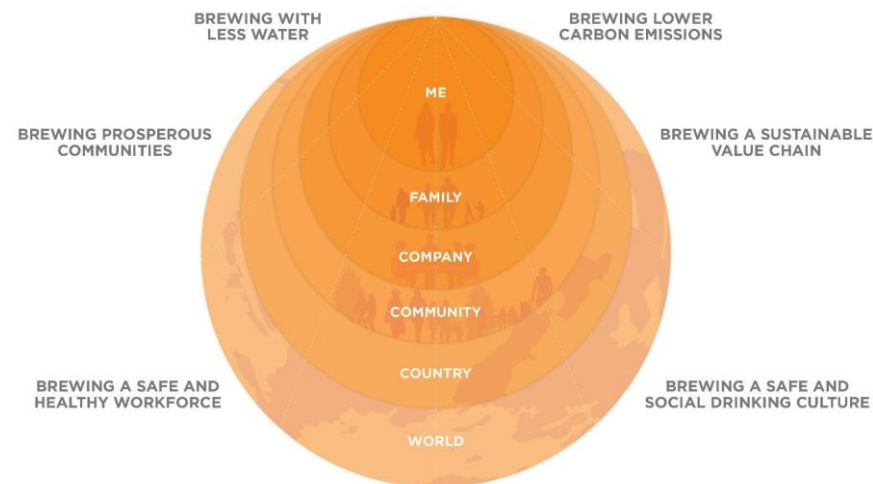 BREWING WITH
LESS WATER
BREWING LOWER
CARBON EMISSIONS
ME
BREWING PROSPEROUS
COMMUNITIES
BREWING A SUSTAINABLE
VALUE CHAIN
FAMILY
COMPANY
COMMUNITY
COUNTRY
BREWING A SAFE AND
HEALTHY WORKFORCE
BREWING A SAFE AND
SOCIAL DRINKING CULTURE
WORLD